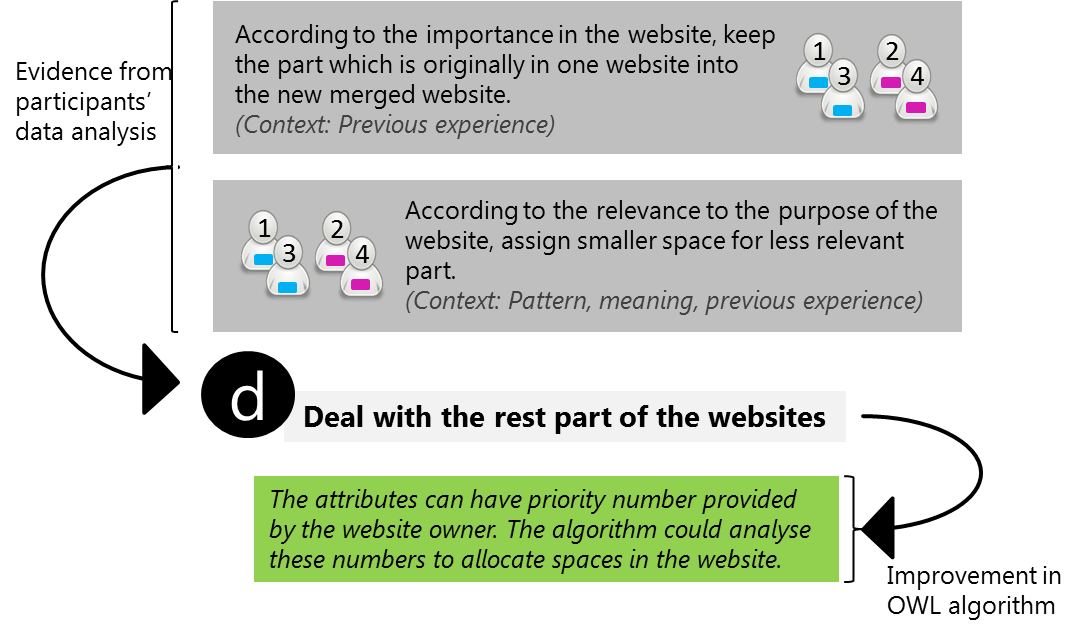 Evidence from
participants'
data analysis
According to the importance in the website, keep
the part which is originally in one website into
the new merged website.
(Context: Previous experience)
1
2
3
4
1
2
3
4
According to the relevance to the purpose of the
website, assign smaller space for less relevant
part.
(Context: Pattern, meaning, previous experience)
d
Deal with the rest part of the websites
The attributes can have priority number provided
by the website owner. The algorithm could analyse
these numbers to allocate spaces in the website.
Improvement in
OWL algorithm